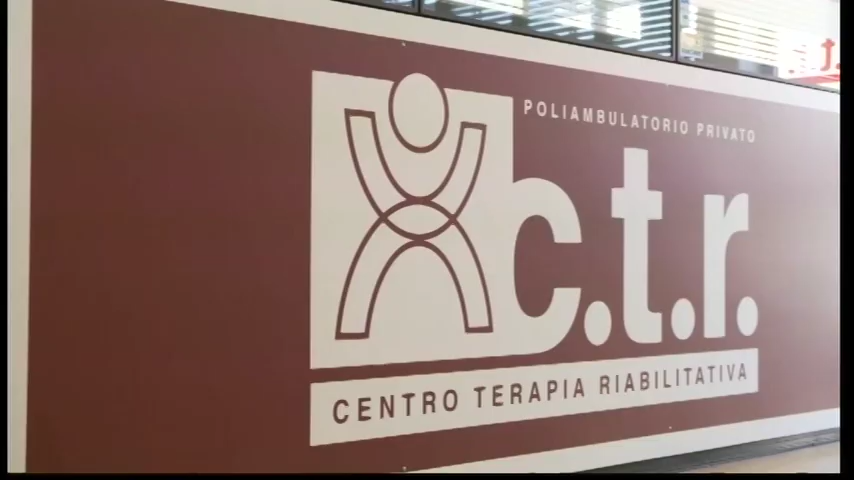 POLIAMBULATORIO PRIVATO
c.t.r.
CENTRO TERAPIA RIABILITATIVA